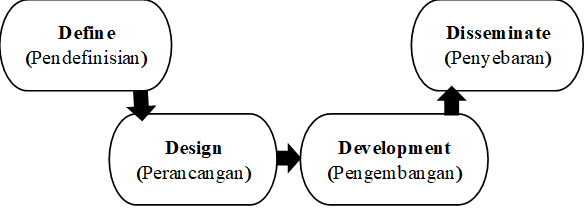 Define
(Pendefinisian)
Disseminate
(Penyebaran)
Design
(Perancangan)
Development
(Pengembangan)